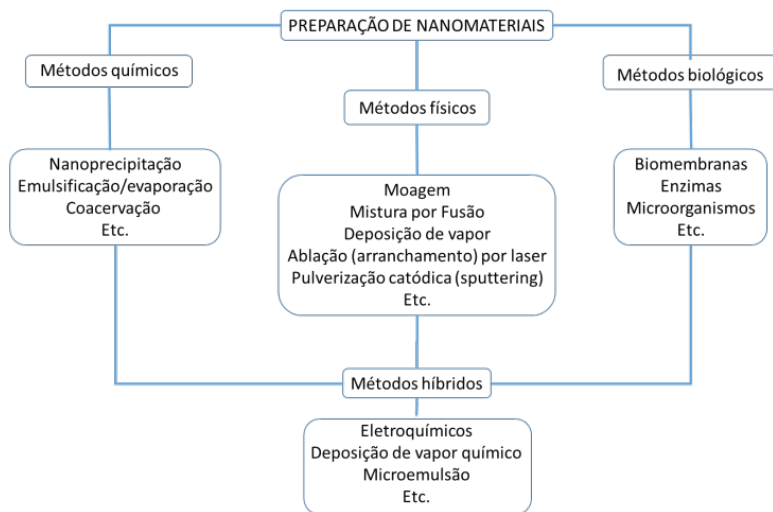 PREPARAÇÃO DE NANOMATERIAIS
Métodos químicos
Métodos físicos
Métodos biológicos
Nanoprecipitação
Emulsificação/evaporação
Coacervação
Etc.
Moagem
Mistura por Fusão
Deposição de vapor
Ablação (arranchamento) por laser
Pulverização catódica (sputtering)
Etc.
Biomembranas
Enzimas
Microorganismos
Etc.
Métodos híbridos
Eletroquímicos
Deposição de vapor químico
Microemulsão
Etc.